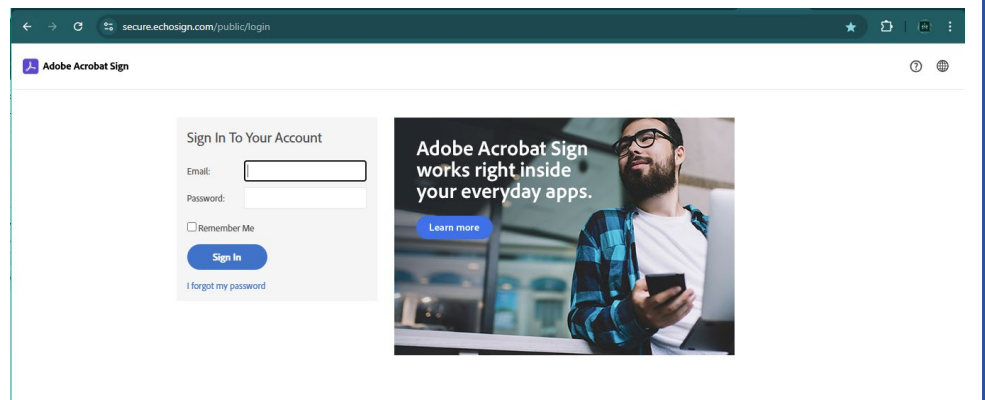 secure.echosign.com/public/login
Adobe Acrobat Sign
Sign In To Your Account
Email:
Password:
Remember Me
Sign In
I forgot my password
Adobe Acrobat Sign
works right inside
your everyday apps.
Learn more